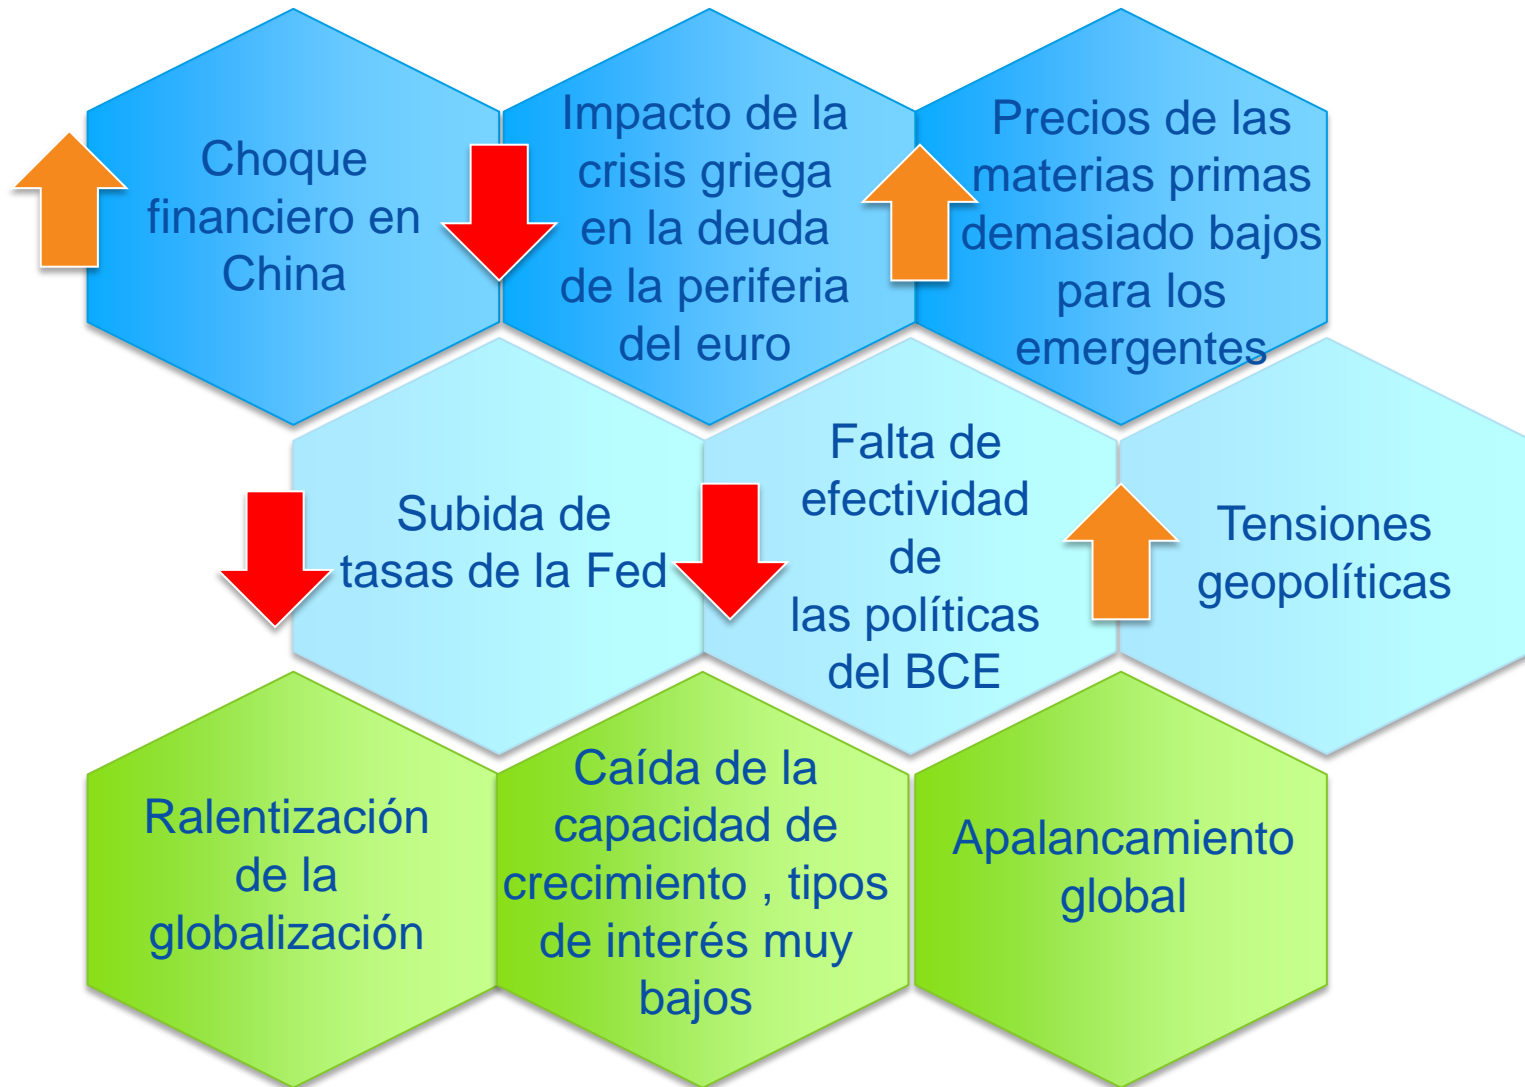 Choque
financiero en
China
Impacto de la
crisis griega
en la deuda
de la periferia
del euro
Precios de las
materias primas
demasiado bajos
para los
emergentes
Subida de
tasas de la Fed
Falta de
efectividad
de
las políticas
del BCE
Tensiones
geopolíticas
Ralentización
de la
globalización
Caída de la
capacidad de
crecimiento , tipos
de interés muy
bajos
Apalancamiento
global